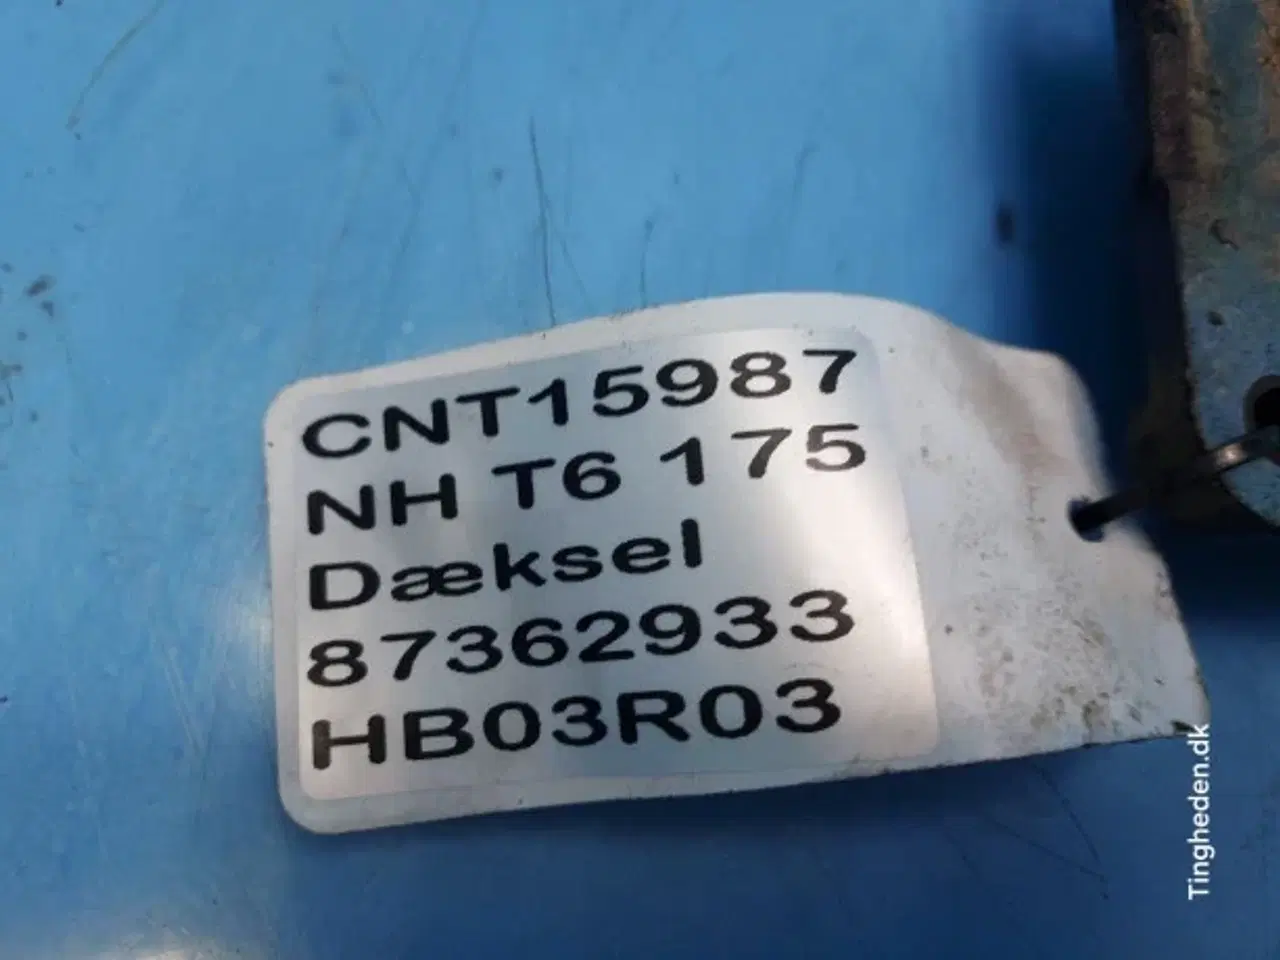 CNT15987
NH T6 175
Dæksel
87362933
HB03R03
Tingheden.dk